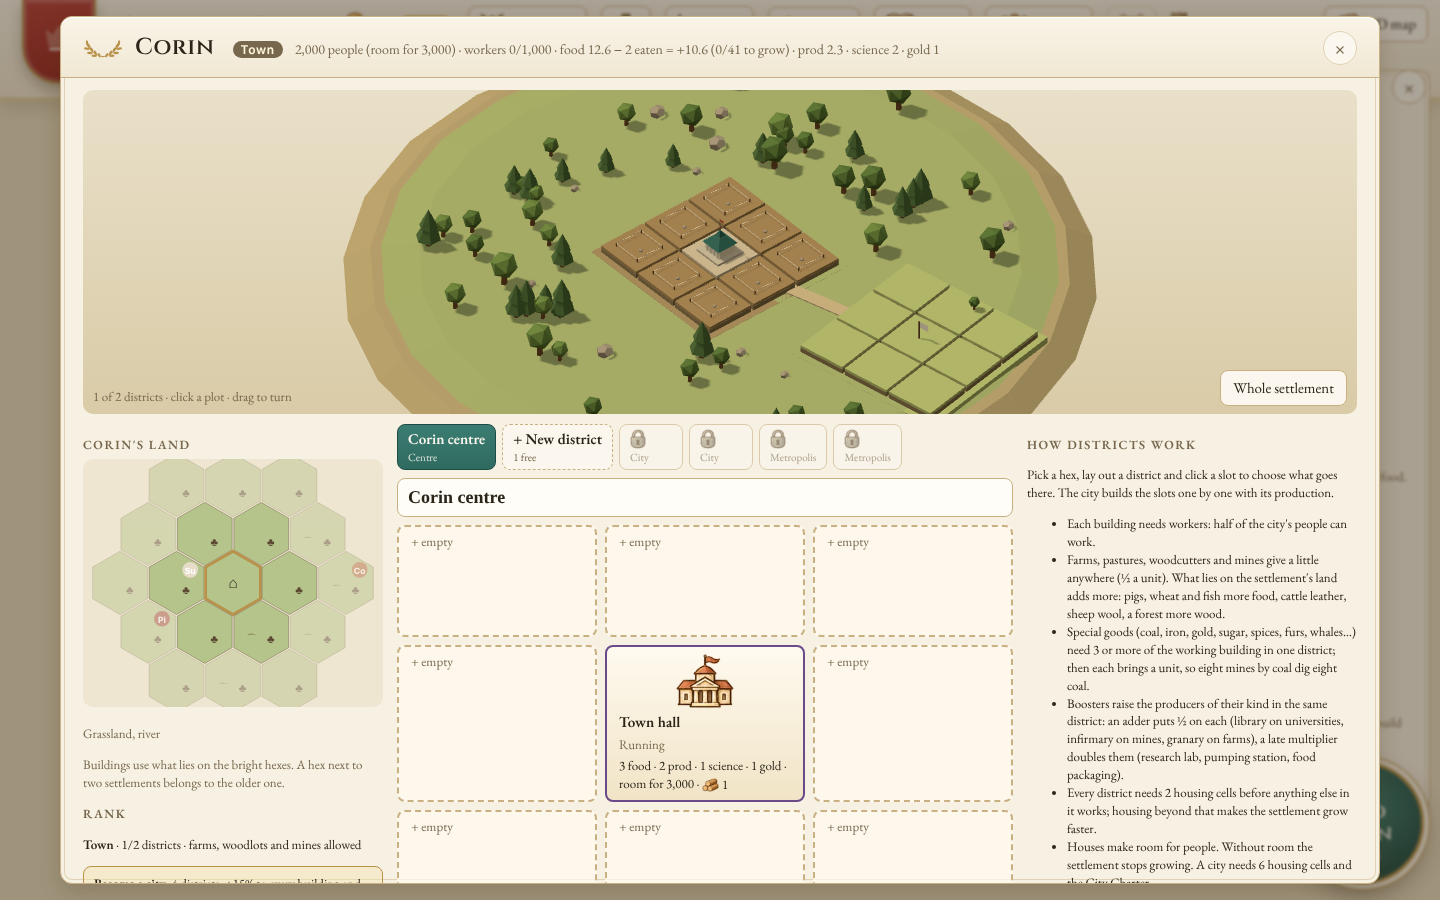 Corin
Town
2,000 people (room for 3,000) · workers 0/1,000 · food 12.6 − 2 eaten = +10.6 (0/41 to grow) · prod 2.3 · science 2 · gold 1
×
1 of 2 districts · click a plot · drag to turn
Whole settlement
CORIN'S LAND
Su
Co
Pi
Grassland, river
Buildings use what lies on the bright hexes. A hex next to
two settlements belongs to the older one.
RANK
Town · 1/2 districts · farms, woodlots and mines allowed
Corin centre
Centre
+ New district
1 free
City
City
Metropolis
Metropolis
Corin centre
+ empty
+ empty
+ empty
+ empty
Town hall
Running
3 food · 2 prod · 1 science · 1 gold ·
room for 3,000 · 1
+ empty
+ empty
+ empty
+ empty
HOW DISTRICTS WORK
Pick a hex, lay out a district and click a slot to choose what goes
there. The city builds the slots one by one with its production.
• Each building needs workers: half of the city's people can
work.
• Farms, pastures, woodcutters and mines give a little
anywhere (½ a unit). What lies on the settlement's land
adds more: pigs, wheat and fish more food, cattle leather,
sheep wool, a forest more wood.
• Special goods (coal, iron, gold, sugar, spices, furs, whales...)
need 3 or more of the working building in one district;
then each brings a unit, so eight mines by coal dig eight
coal.
• Boosters raise the producers of their kind in the same
district: an adder puts ½ on each (library on universities,
infirmary on mines, granary on farms), a late multiplier
doubles them (research lab, pumping station, food
packaging).
• Every district needs 2 housing cells before anything else in
it works; housing beyond that makes the settlement grow
faster.
• Houses make room for people. Without room the
settlement stops growing. A city needs 6 housing cells and
the City Charter.
map
×
food.